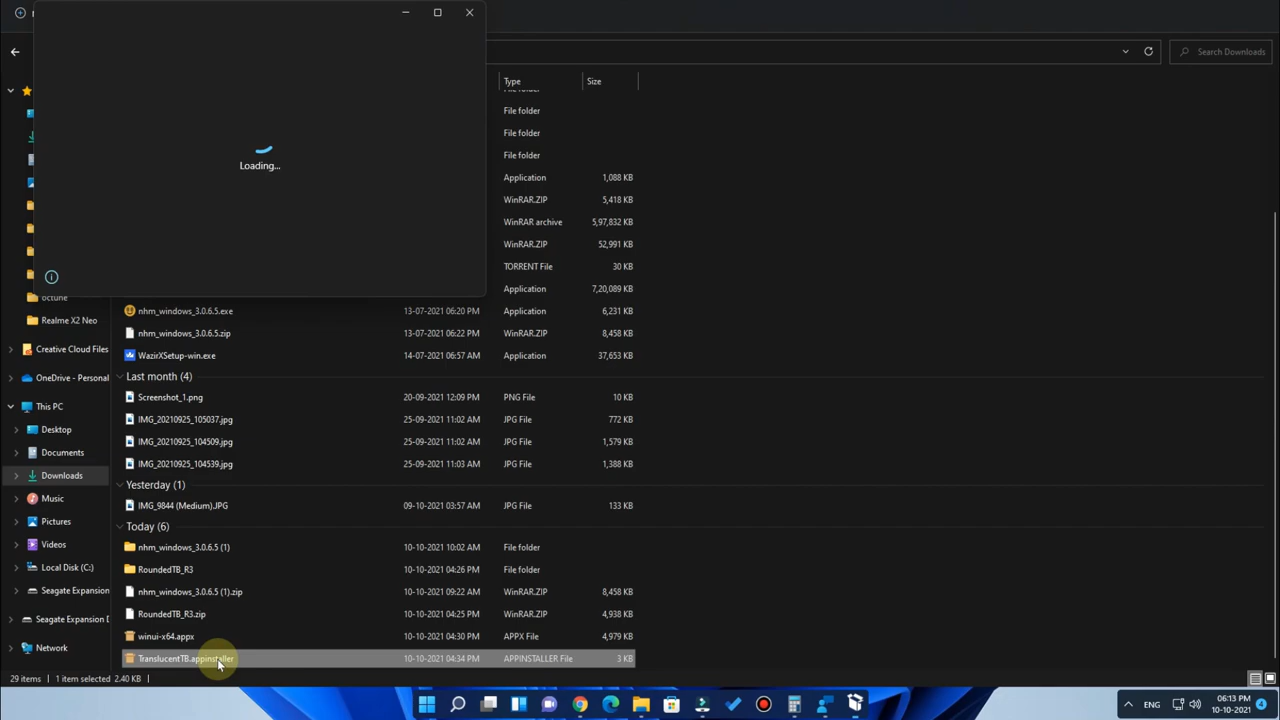 Search Downloads
Loading...
Type Size
File folder
File folder
File folder
Application 1,088 KB
WinRAR.ZIP 5,418 KB
WinRAR archive 5,97,832 KB
WinRAR.ZIP 52,991 KB
TORRENT File 30 KB
Application 7,20,089 KB
octune
nhm_windows_3.0.6.5.exe 13-07-2021 06:20 PM Application 6,231 KB
Realme X2 Neo
nhm_windows_3.0.6.5.zip 13-07-2021 06:22 PM WinRAR.ZIP 8,458 KB
Creative Cloud Files
WazirXSetup-win.exe 14-07-2021 06:57 AM Application 37,653 KB
OneDrive - Personal
Last month (4)
This PC
Screenshot_1.png 20-09-2021 12:09 PM PNG File 10 KB
Desktop
IMG_20210925_105037.jpg 25-09-2021 11:02 AM JPG File 772 KB
Documents
IMG_20210925_104509.jpg 25-09-2021 11:02 AM JPG File 1,579 KB
Downloads
IMG_20210925_104539.jpg 25-09-2021 11:03 AM JPG File 1,388 KB
Music
Yesterday (1)
Pictures
IMG_9844 (Medium).JPG 09-10-2021 03:57 AM JPG File 133 KB
Videos
Today (6)
Local Disk (C:)
nhm_windows_3.0.6.5 (1) 10-10-2021 10:02 AM File folder
Seagate Expansion
RoundedTB_R3 10-10-2021 04:26 PM File folder
nhm_windows_3.0.6.5 (1).zip 10-10-2021 09:22 AM WinRAR.ZIP 8,458 KB
Seagate Expansion D
RoundedTB_R3.zip 10-10-2021 04:25 PM WinRAR.ZIP 4,938 KB
Network
winui-x64.appx 10-10-2021 04:30 PM APPX File 4,979 KB
TranslucentTB.appinstaller 10-10-2021 04:34 PM APPINSTALLER File 3 KB
29 items 1 item selected 2.40 KB
ENG 06:13 PM
10-10-2021